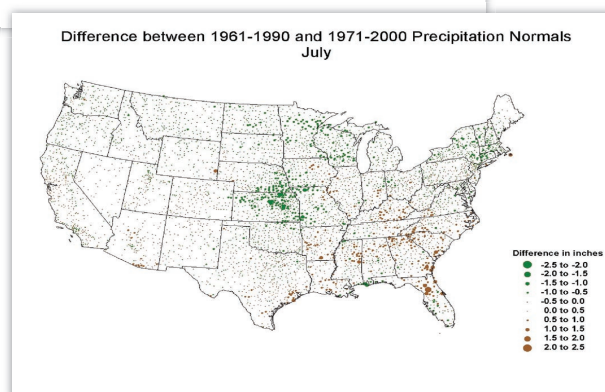 Difference between 1961-1990 and 1971-2000 Precipitation Normals
July
Difference in inches
-2.5 to -2.0
-2.0 to -1.5
-1.5 to -1.0
-1.0 to -0.5
-0.5 to 0.0
0.0 to 0.5
0.5 to 1.0
1.0 to 1.5
1.5 to 2.0
2.0 to 2.5